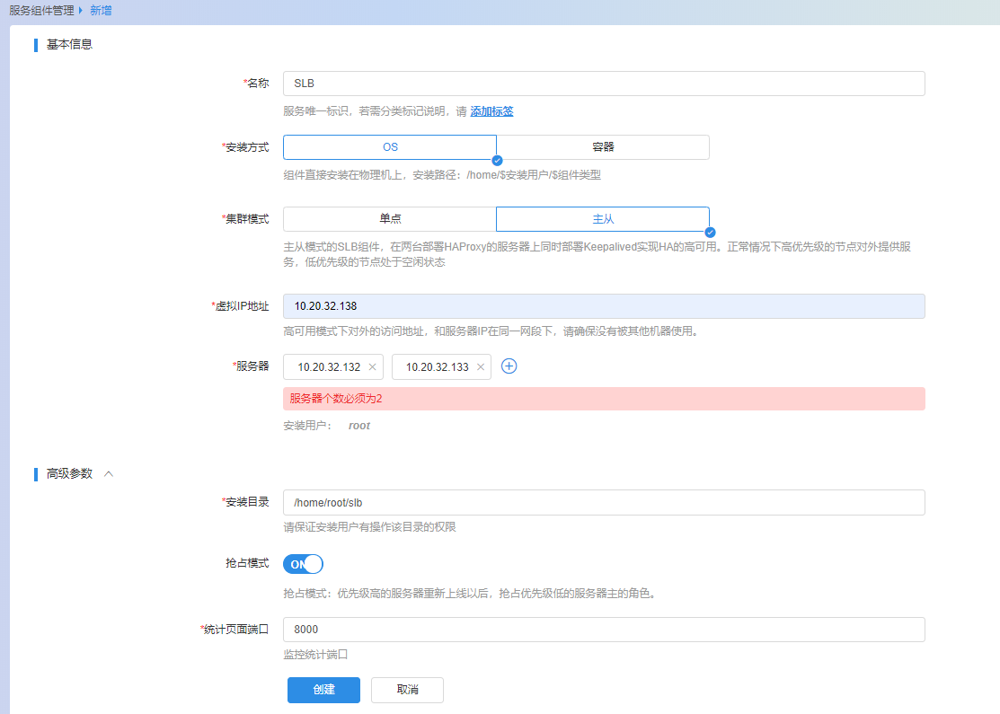 服务组件管理 新增
基本信息
*名称 SLB
服务唯一标识，若需分类标记说明，请 添加标签
*安装方式 OS 容器
组件直接安装在物理机上，安装路径：/home/$安装用户/$组件类型
*集群模式 单点 主从
主从模式的SLB组件，在两台部署HAProxy的服务器上同时部署Keepalived实现HA的高可用。正常情况下高优先级的节点对外提供服
务，低优先级的节点处于空闲状态
*虚拟IP地址 10.20.32.138
高可用模式下对外的访问地址，和服务器IP在同一网段下，请确保没有被其他机器使用。
*服务器 10.20.32.132 10.20.32.133
服务器个数必须为2
安装用户： root
高级参数
*安装目录 /home/root/slb
请保证安装用户有操作该目录的权限
抢占模式 ON
抢占模式：优先级高的服务器重新上线以后，抢占优先级低的服务器主的角色。
*统计页面端口 8000
监控统计端口
创建 取消